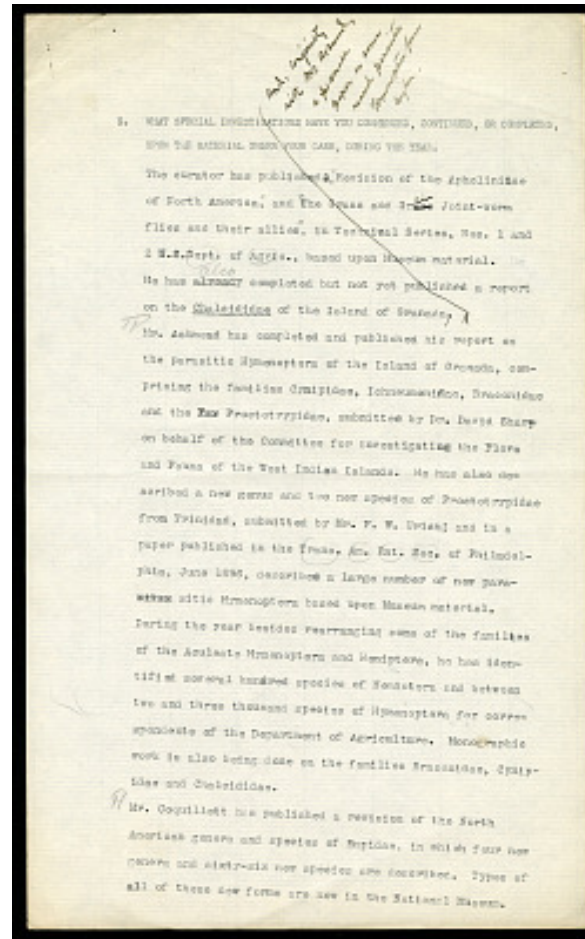 WHAT SPECIAL INVESTIGATIONS HAVE YOU CONDUCTED, CONTINUED, OR COMPLETED,
UPON THE MATERIAL UNDER YOUR CARE, DURING THE YEAR.
The curator has published Revision of the Aphelinidae
of North America, and the Grass and Joint-worm
flies and their allies, in Technical Series, Nos. 1 and
2 U.S.Dept. of Agric., based upon Museum material.
also
He has already completed but not yet published a report
on the Chalcididae of the Island of Grenada,
Mr. Ashmead has completed and published his report on
the Parasitic Hymenoptera of the Island of Grenada, com-
prising the families Cynipidae, Ichneumonidae, Braconidae
and the Proctotrypidae, submitted by Dr. David Sharp
on behalf of the Committee for investigating the Flora
and Fauna of the West Indian Islands. He has also des
cribed a new genus and two new species of Proctotrypidae
from Trinidad, submitted by Mr. F. W. Urich; and in a
paper published in the Trans. Am. Ent. Soc. of Philadel-
phia, June 1896, described a large number of new para-
sitic Hymenoptera based upon Museum material.
During the year besides rearranging some of the families
of the Aculeate Hymenoptera and Hemiptera, he has iden-
tified several hundred species of and between
two and three thousand species of Hymenoptera for corres
pondents of the Department of Agriculture. Monographic
work is also being done on the families Braconidae, Cynip-
idae and Chalcididae.
Mr. Coquillett has published a revision of the North
American genera and species of Empidae, in which four new
genera and sixty-six new species are described. Types of
all of these new forms are now in the National Museum.